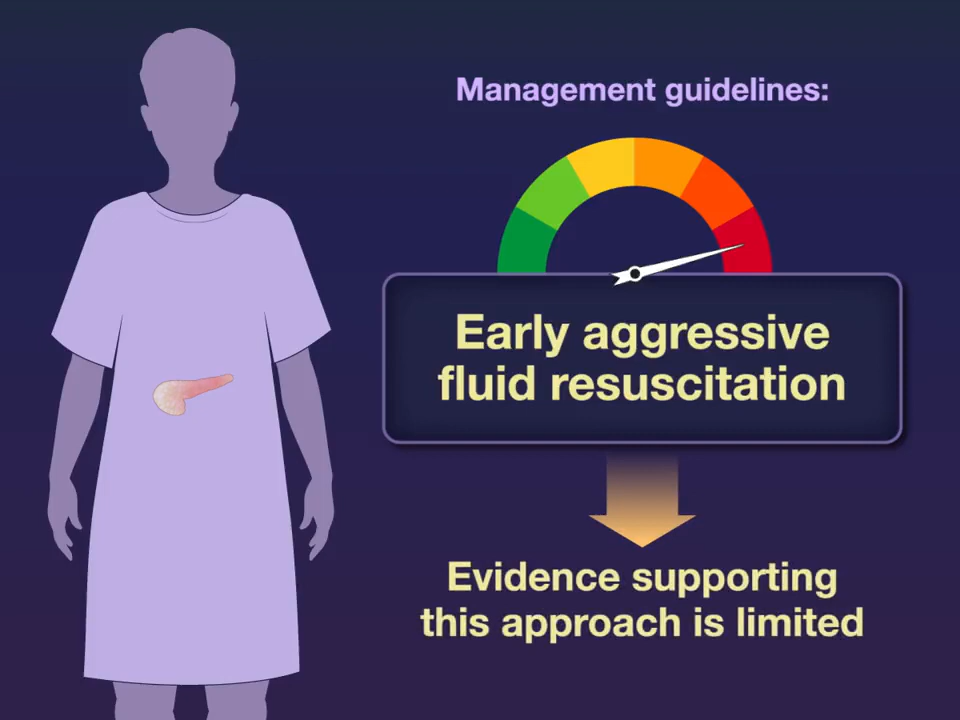 Management guidelines:
Early aggressive
fluid resuscitation
Evidence supporting
this approach is limited